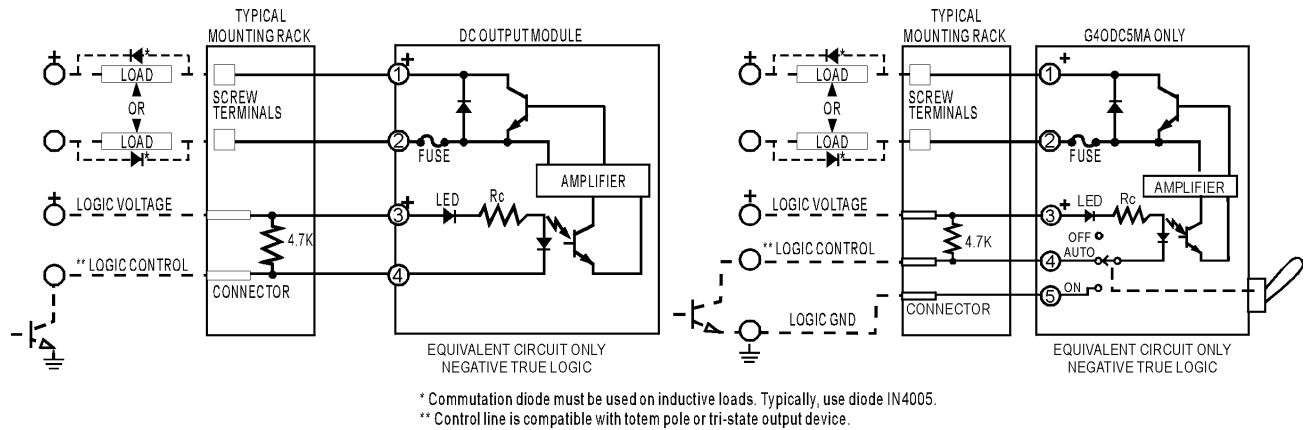 TYPICAL
MOUNTING RACK
DC OUTPUT MODULE
+
*
LOAD
SCREW
TERMINALS
OR
LOAD
*
1
+
2
FUSE
AMPLIFIER
+
LOGIC VOLTAGE
4.7K
3
+
LED
Rc
** LOGIC CONTROL
4
CONNECTOR
EQUIVALENT CIRCUIT ONLY
NEGATIVE TRUE LOGIC
TYPICAL
MOUNTING RACK
G4ODC5MA ONLY
+
*
LOAD
SCREW
TERMINALS
OR
LOAD
*
1
+
2
FUSE
AMPLIFIER
+
LOGIC VOLTAGE
4.7K
3
+
LED
Rc
** LOGIC CONTROL
OFF
AUTO
4
ON
5
LOGIC GND
CONNECTOR
EQUIVALENT CIRCUIT ONLY
NEGATIVE TRUE LOGIC
* Commutation diode must be used on inductive loads. Typically, use diode IN4005.
** Control line is compatible with totem pole or tri-state output device.